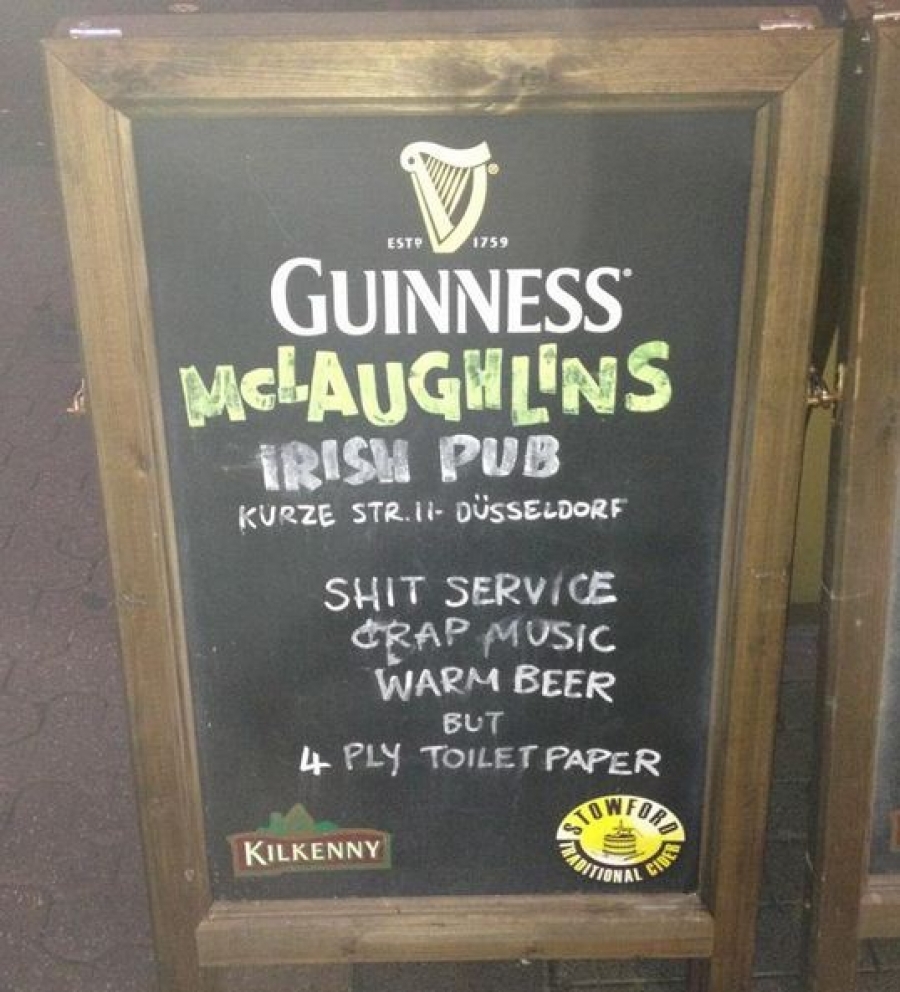 ESTD 1759
GUINNESS®
McLAUGHLINS
IRISH PUB
KURZE STR. 11- DÜSSELDORF
SHIT SERVICE
CRAP MUSIC
WARM BEER
BUT
4 PLY TOILET PAPER
KILKENNY
STOWFORD
TRADITIONAL CIDER